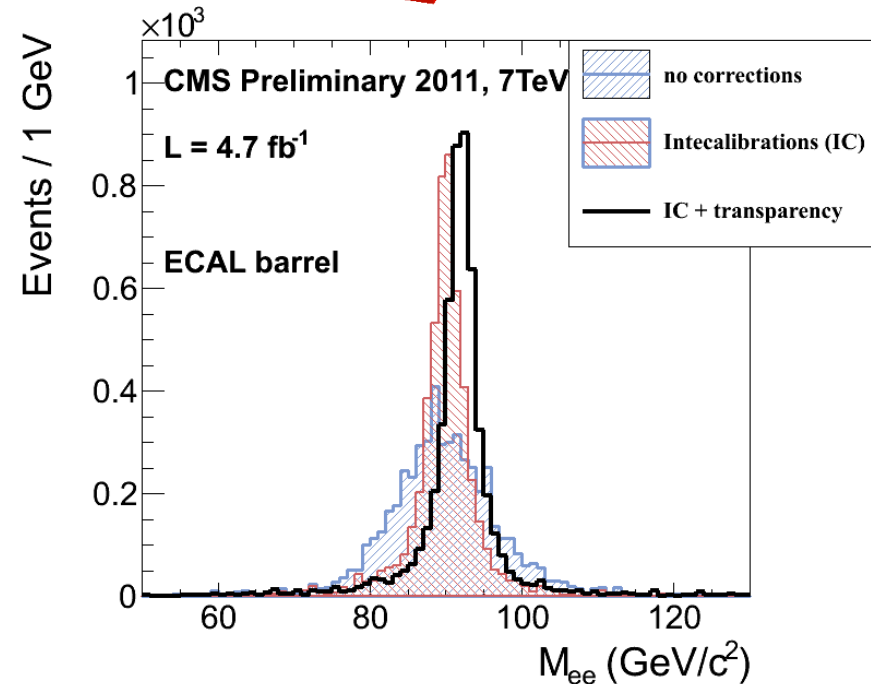 ×10³
Events / 1 GeV
1
0.8
0.6
0.4
0.2
0
CMS Preliminary 2011, 7TeV
L = 4.7 fb⁻¹
ECAL barrel
no corrections
Intecalibrations (IC)
IC + transparency
60 80 100 120
Mₑₑ (GeV/c²)